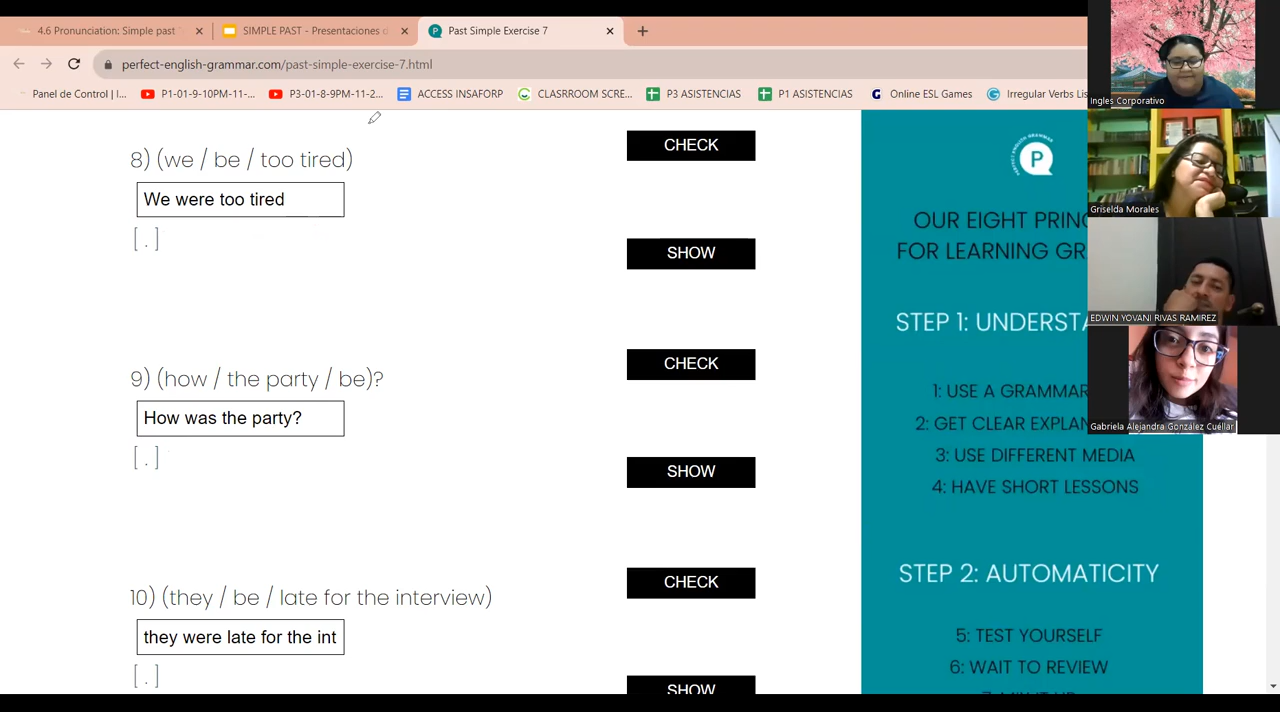 4.6 Pronunciation: Simple past
SIMPLE PAST - Presentaciones d
Past Simple Exercise 7
perfect-english-grammar.com/past-simple-exercise-7.html
Panel de Control | I...
P1-01-9-10PM-11-...
P3-01-8-9PM-11-2...
ACCESS INSAFORP
CLASRROOM SCRE...
P3 ASISTENCIAS
P1 ASISTENCIAS
Online ESL Games
Irregular Verbs Lis
8) (we / be / too tired)
We were too tired
[ . ]
CHECK
SHOW
9) (how / the party / be)?
How was the party?
[ . ]
CHECK
SHOW
10) (they / be / late for the interview)
they were late for the int
[ . ]
CHECK
SHOW
PERFECT ENGLISH GRAMMAR
P
OUR EIGHT PRINC
FOR LEARNING GR
STEP 1: UNDERSTA
1: USE A GRAMMAR
2: GET CLEAR EXPLAN
3: USE DIFFERENT MEDIA
4: HAVE SHORT LESSONS
STEP 2: AUTOMATICITY
5: TEST YOURSELF
6: WAIT TO REVIEW
Ingles Corporativo
Griselda Morales
EDWIN YOVANI RIVAS RAMIREZ
Gabriela Alejandra González Cuéllar